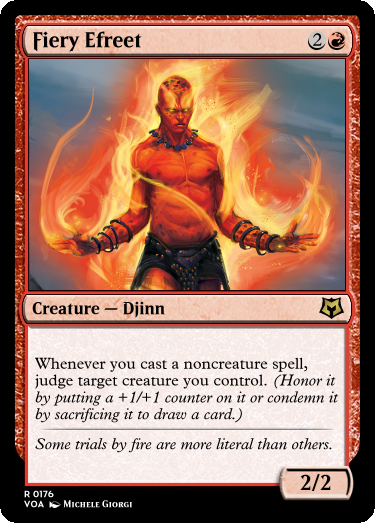 Fiery Efreet 2
Creature — Djinn
Whenever you cast a noncreature spell,
judge target creature you control. (Honor it
by putting a +1/+1 counter on it or condemn it
by sacrificing it to draw a card.)
Some trials by fire are more literal than others.
2/2
R 0176
VOA Michele Giorgi